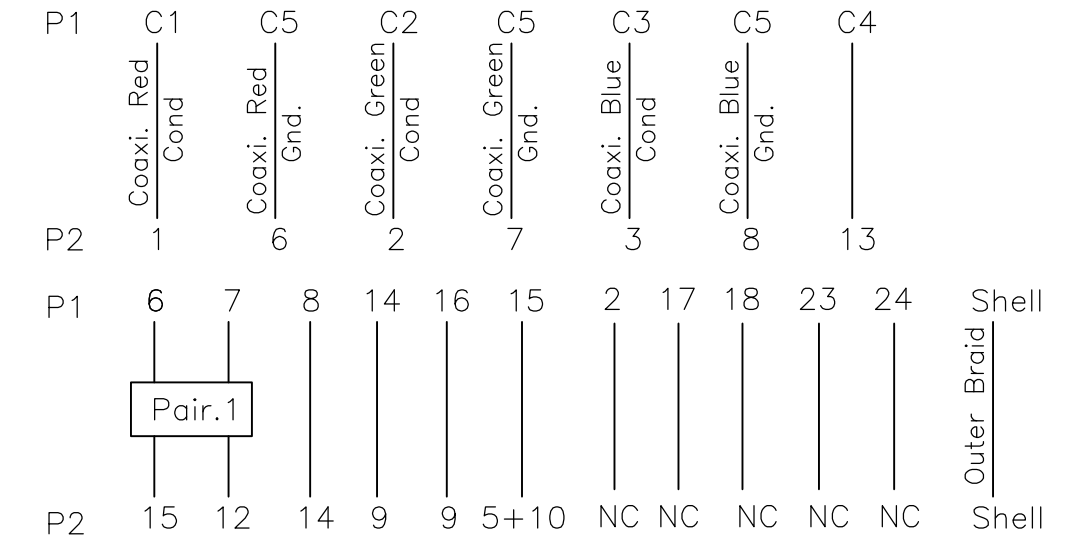 P1 C1 C5 C2 C5 C3 C5 C4
Coaxi. Red
Cond
Coaxi. Red
Gnd.
Coaxi. Green
Cond
Coaxi. Green
Gnd.
Coaxi. Blue
Cond
Coaxi. Blue
Gnd.
P2 1 6 2 7 3 8 13
P1 6 7 8 14 16 15 2 17 18 23 24 Shell
Pair.1
Outer Braid
P2 15 12 14 9 9 5+10 NC NC NC NC NC Shell